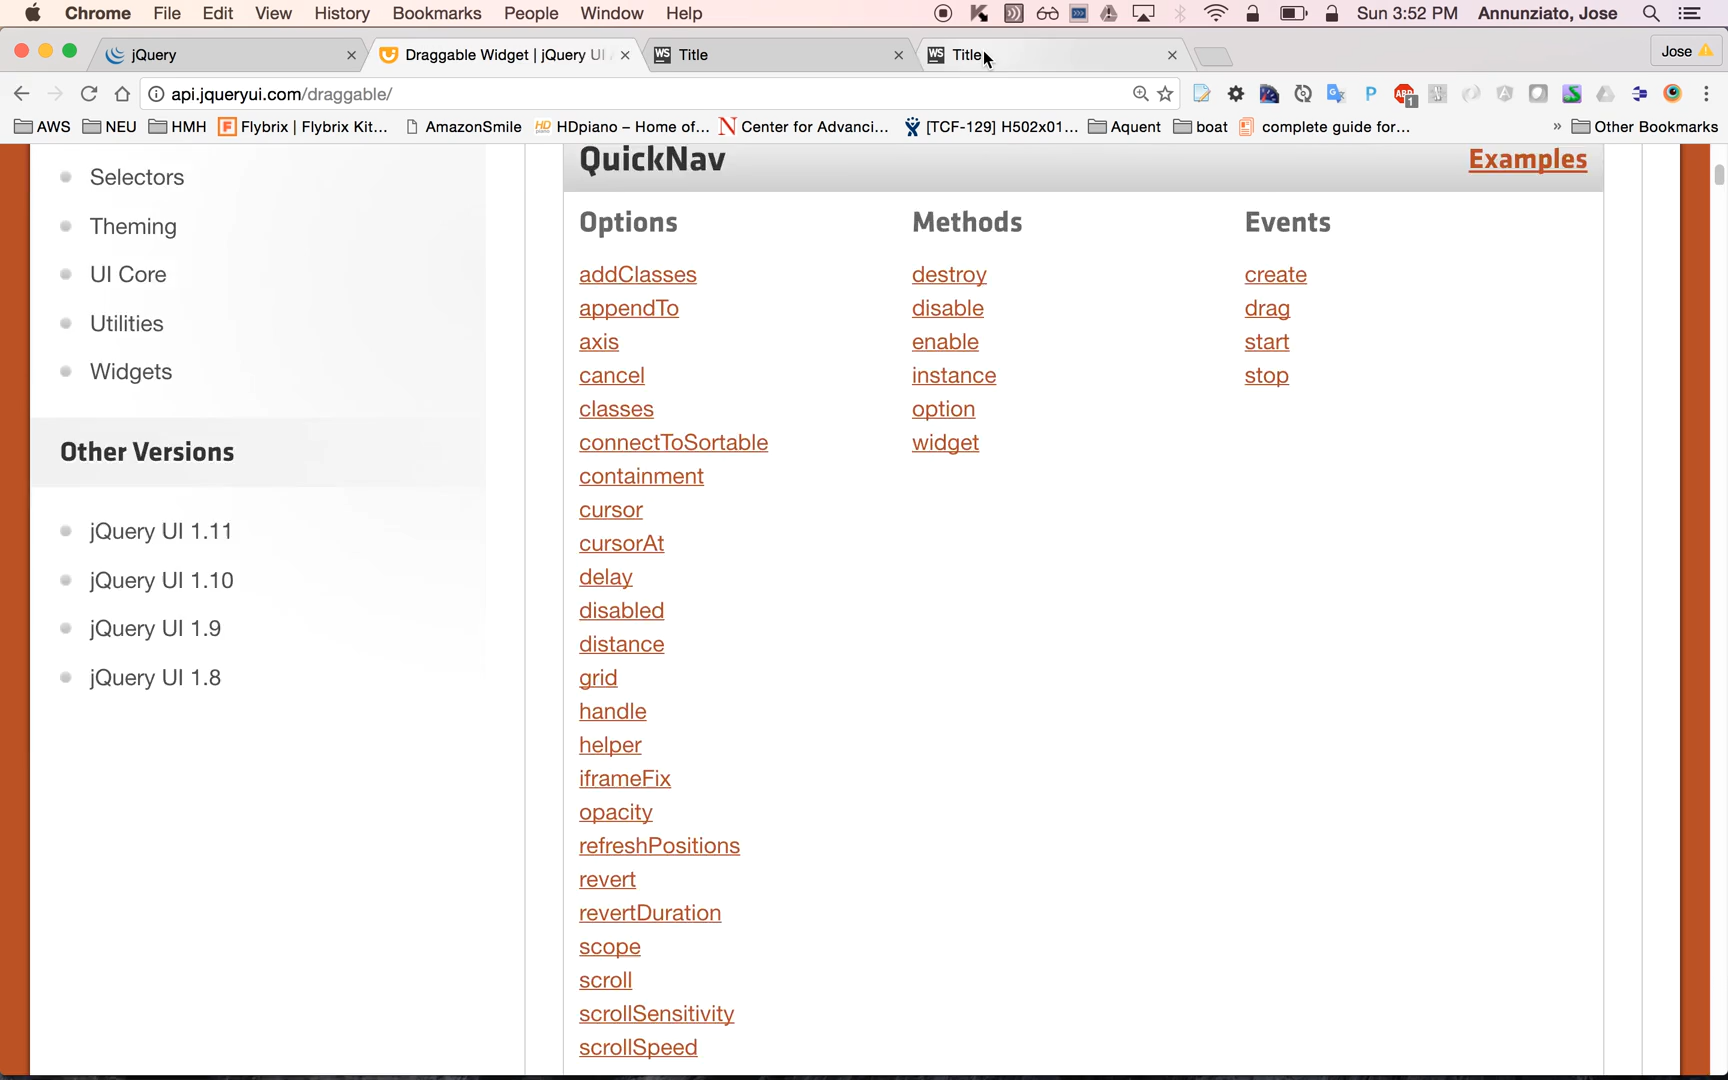 Chrome File Edit View History Bookmarks People Window Help Sun 3:52 PM Annunziato, Jose
jQuery Draggable Widget | jQuery UI Title Title Jose
api.jqueryui.com/draggable/
AWS NEU HMH Flybrix | Flybrix Kit... AmazonSmile HDpiano – Home of... Center for Advanci... [TCF-129] H502x01... Aquent boat complete guide for... » Other Bookmarks
QuickNav Examples
Selectors
Theming
UI Core
Utilities
Widgets
Other Versions
jQuery UI 1.11
jQuery UI 1.10
jQuery UI 1.9
jQuery UI 1.8
Options
addClasses
appendTo
axis
cancel
classes
connectToSortable
containment
cursor
cursorAt
delay
disabled
distance
grid
handle
helper
iframeFix
opacity
refreshPositions
revert
revertDuration
scope
scroll
scrollSensitivity
scrollSpeed
Methods
destroy
disable
enable
instance
option
widget
Events
create
drag
start
stop